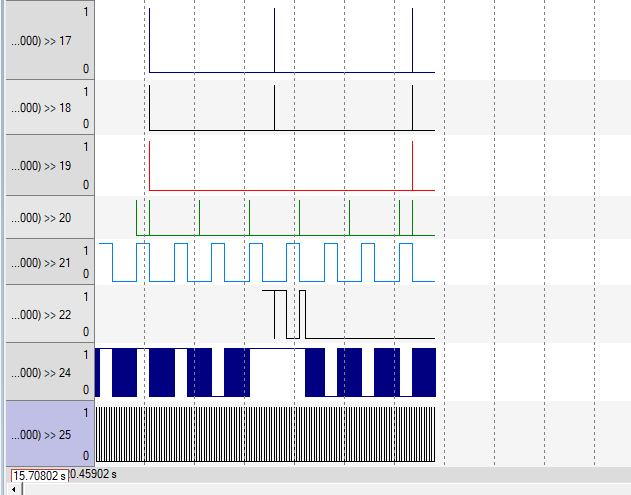 1
...000) >> 17
0
1
...000) >> 18
0
1
...000) >> 19
0
...000) >> 20
1
...000) >> 21
0
1
...000) >> 22
0
1
...000) >> 24
0
1
...000) >> 25
0
15.70802 s 0.45902 s